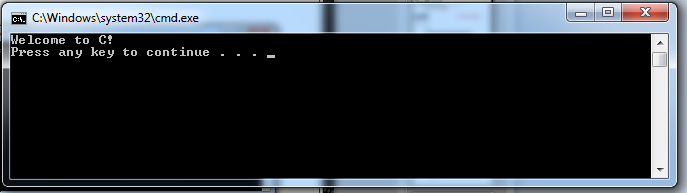 C:\Windows\system32\cmd.exe
Welcome to C!
Press any key to continue . . . _